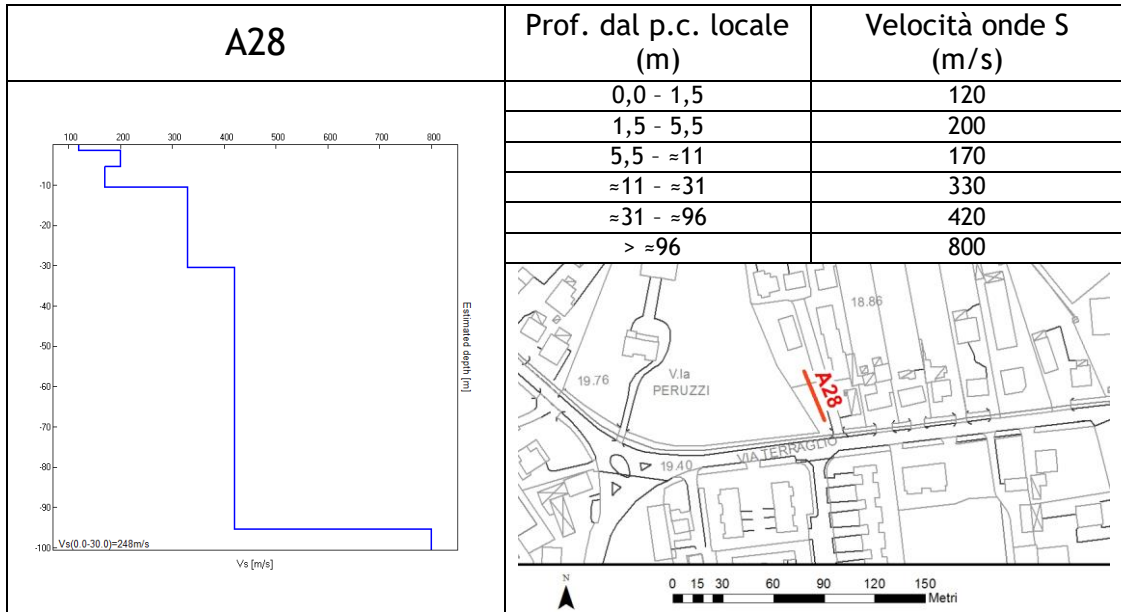 A28
Prof. dal p.c. locale
(m)
Velocità onde S
(m/s)
0,0 – 1,5 120
1,5 – 5,5 200
5,5 – ≈11 170
≈11 – ≈31 330
≈31 – ≈96 420
> ≈96 800
100 200 300 400 500 600 700 800
-10
-20
-30
-40
-50
-60
-70
-80
-90
-100
Estimated depth [m]
Vs(0.0-30.0)=248m/s
Vs [m/s]
18.86
19.76
V.la
PERUZZI
A28
VIA TERRAGLIO
19.40
N
0 15 30 60 90 120 150
Metri